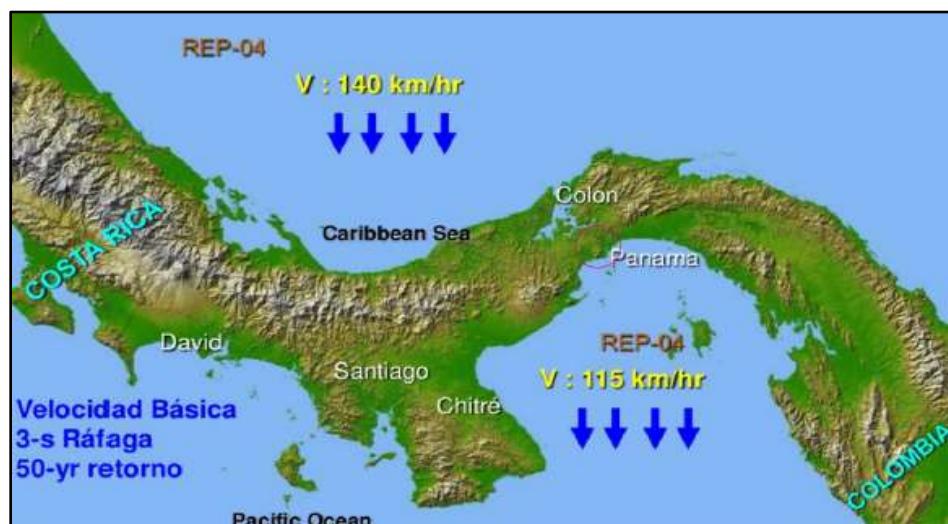 REP-04
V : 140 km/hr
Colon
COSTA RICA
Caribbean Sea
Panama
David
REP-04
Santiago
V : 115 km/hr
Chitré
Velocidad Básica
3-s Ráfaga
50-yr retorno
COLOMBIA
Pacific Ocean